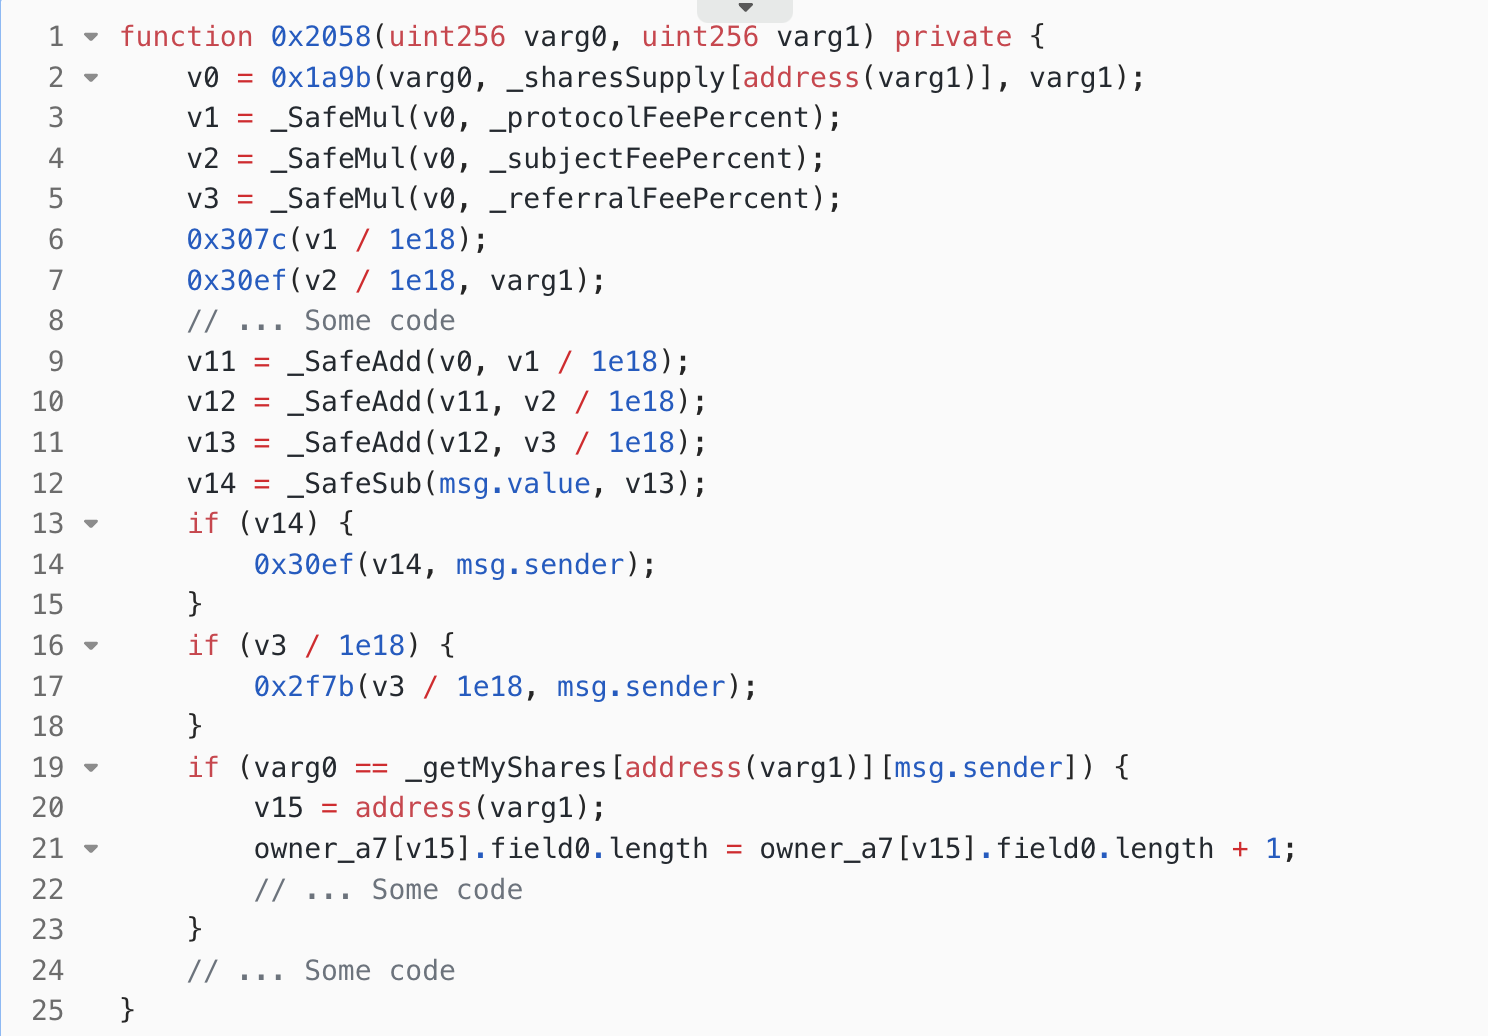 1 function 0x2058(uint256 varg0, uint256 varg1) private {
2     v0 = 0x1a9b(varg0, _sharesSupply[address(varg1)], varg1);
3     v1 = _SafeMul(v0, _protocolFeePercent);
4     v2 = _SafeMul(v0, _subjectFeePercent);
5     v3 = _SafeMul(v0, _referralFeePercent);
6     0x307c(v1 / 1e18);
7     0x30ef(v2 / 1e18, varg1);
8     // ... Some code
9     v11 = _SafeAdd(v0, v1 / 1e18);
10     v12 = _SafeAdd(v11, v2 / 1e18);
11     v13 = _SafeAdd(v12, v3 / 1e18);
12     v14 = _SafeSub(msg.value, v13);
13     if (v14) {
14         0x30ef(v14, msg.sender);
15     }
16     if (v3 / 1e18) {
17         0x2f7b(v3 / 1e18, msg.sender);
18     }
19     if (varg0 == _getMyShares[address(varg1)][msg.sender]) {
20         v15 = address(varg1);
21         owner_a7[v15].field0.length = owner_a7[v15].field0.length + 1;
22         // ... Some code
23     }
24     // ... Some code
25 }